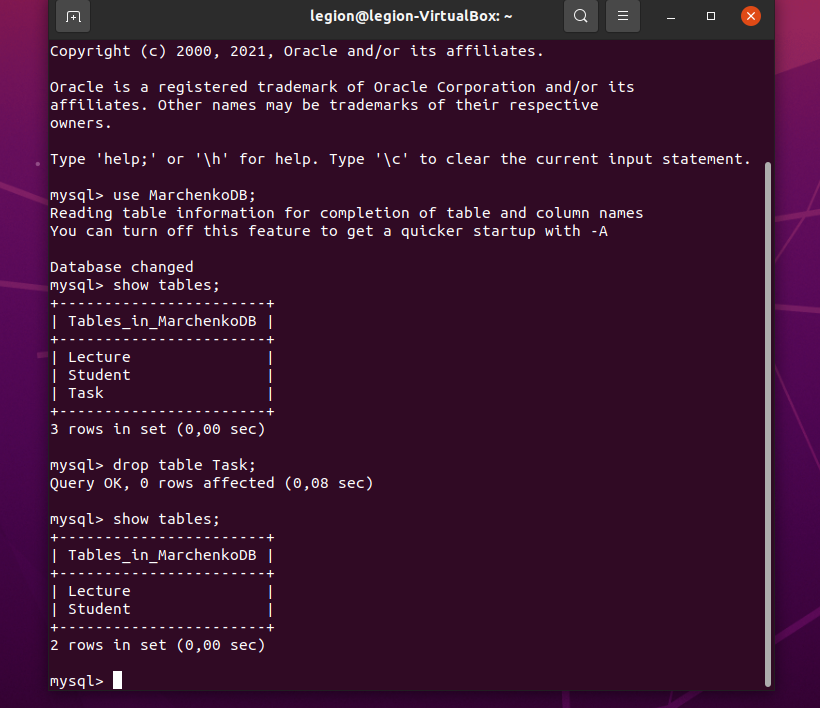 legion@legion-VirtualBox: ~
Copyright (c) 2000, 2021, Oracle and/or its affiliates.
Oracle is a registered trademark of Oracle Corporation and/or its
affiliates. Other names may be trademarks of their respective
owners.
Type 'help;' or '\h' for help. Type '\c' to clear the current input statement.
mysql> use MarchenkoDB;
Reading table information for completion of table and column names
You can turn off this feature to get a quicker startup with -A
Database changed
mysql> show tables;
+------------------------+
| Tables_in_MarchenkoDB |
+------------------------+
| Lecture               |
| Student               |
| Task                  |
+------------------------+
3 rows in set (0,00 sec)
mysql> drop table Task;
Query OK, 0 rows affected (0,08 sec)
mysql> show tables;
+------------------------+
| Tables_in_MarchenkoDB |
+------------------------+
| Lecture               |
| Student               |
+------------------------+
2 rows in set (0,00 sec)
mysql>